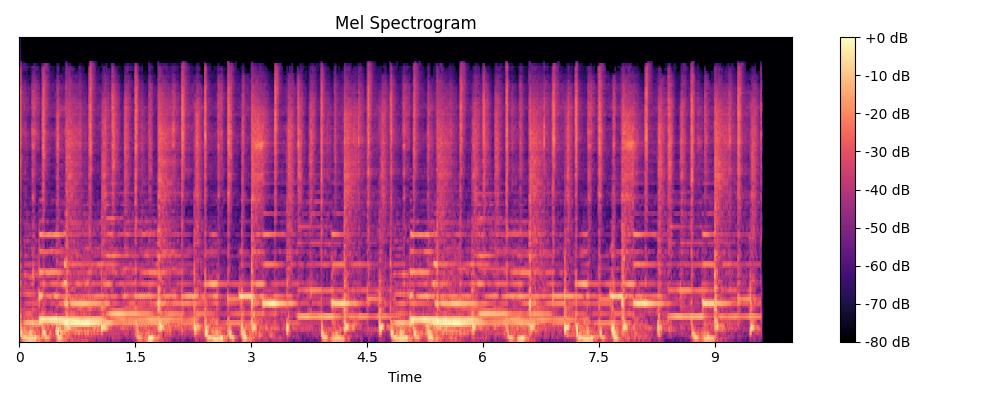 Mel Spectrogram
+0 dB
-10 dB
-20 dB
-30 dB
-40 dB
-50 dB
-60 dB
-70 dB
-80 dB
0 1.5 3 4.5 6 7.5 9
Time